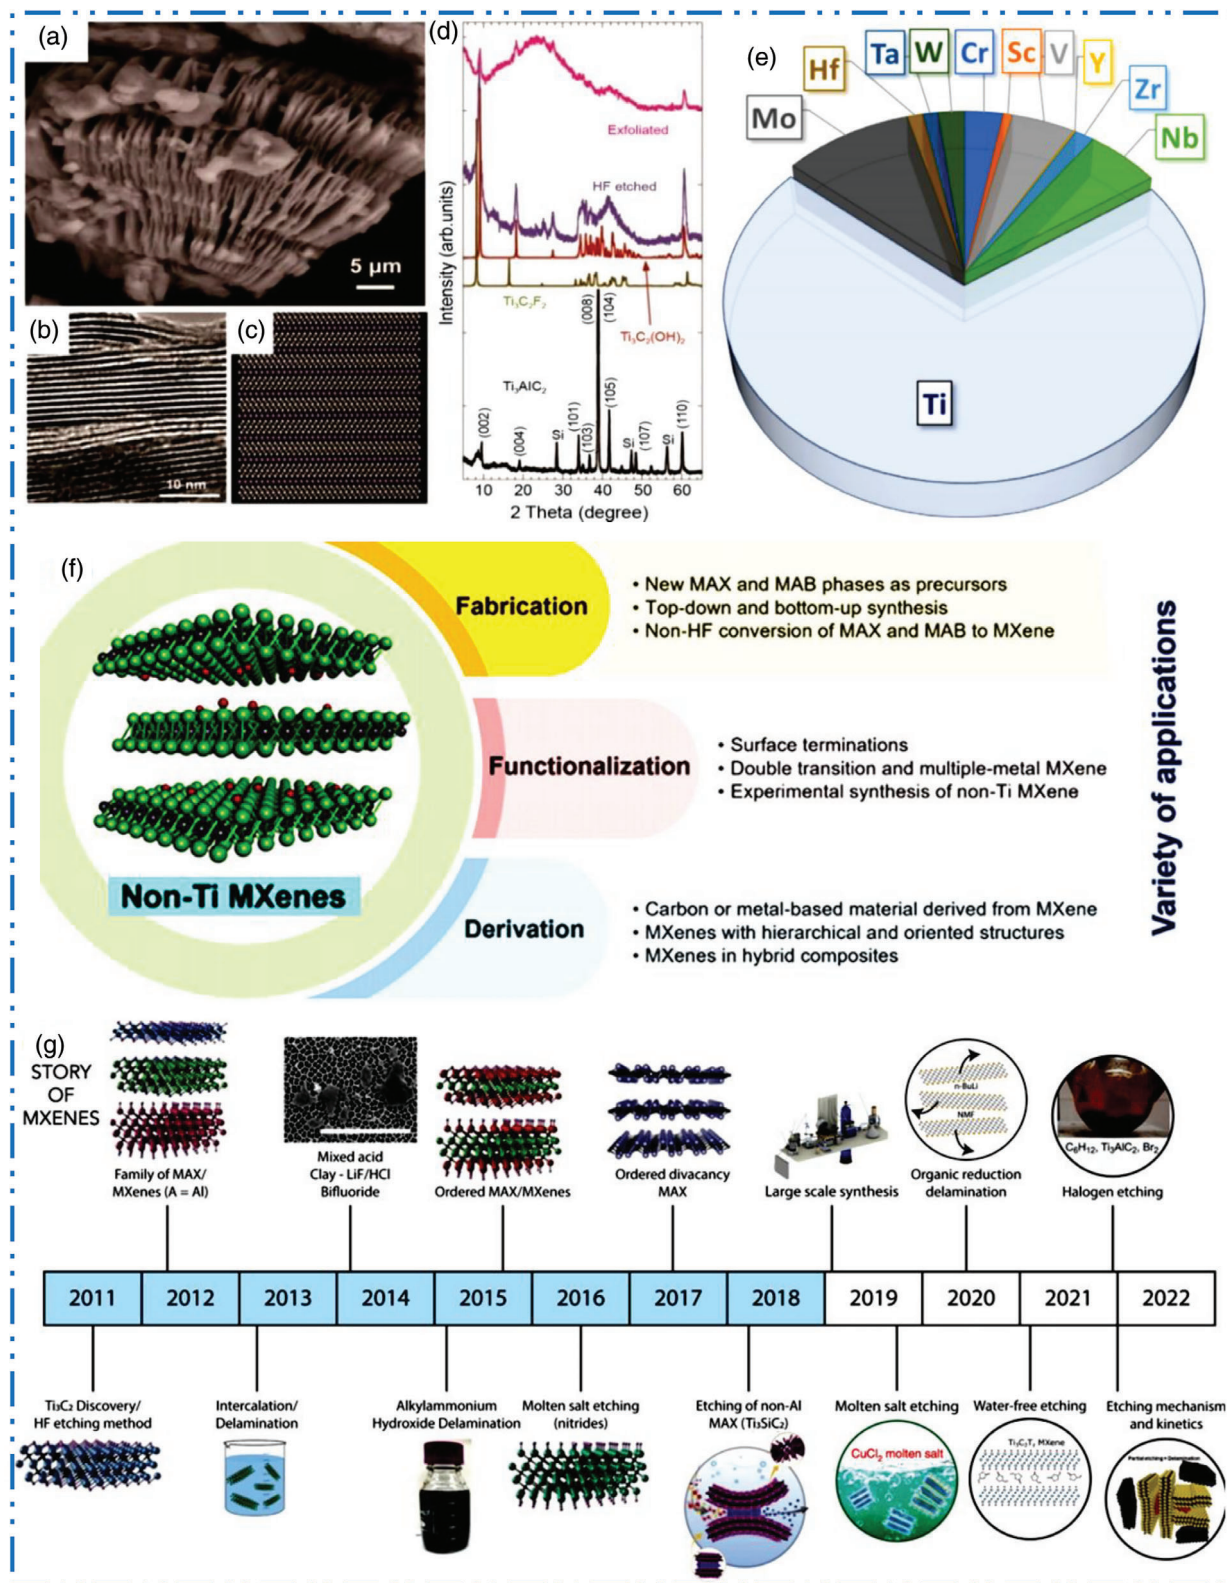 (a)
5 μm
(b)
10 nm
(c)
(d)
Intensity (arb.units)
Exfoliated
HF etched
Ti₃C₂F₂
Ti₃C₂(OH)₂
Ti₃AlC₂
(002)
(004)
Si
(101)
(103)
(008)
(104)
(105)
Si
(107)
Si
(110)
10 20 30 40 50 60
2 Theta (degree)
(e)
Mo
Hf
Ta
W
Cr
Sc
V
Y
Zr
Nb
Ti
(f)
Non-Ti MXenes
Fabrication
• New MAX and MAB phases as precursors
• Top-down and bottom-up synthesis
• Non-HF conversion of MAX and MAB to MXene
Functionalization
• Surface terminations
• Double transition and multiple-metal MXene
• Experimental synthesis of non-Ti MXene
Derivation
• Carbon or metal-based material derived from MXene
• MXenes with hierarchical and oriented structures
• MXenes in hybrid composites
Variety of applications
(g)
STORY
OF
MXENES
Family of MAX/
MXenes (A = Al)
Mixed acid
Clay - LiF/HCl
Bifluoride
Ordered MAX/MXenes
Ordered divacancy
MAX
Large scale synthesis
n-BuLi
NMF
Organic reduction
delamination
C₆H₁₂, Ti₃AlC₂, Br₂
Halogen etching
2011 2012 2013 2014 2015 2016 2017 2018 2019 2020 2021 2022
Ti₃C₂ Discovery/
HF etching method
Intercalation/
Delamination
Alkylammonium
Hydroxide Delamination
Molten salt etching
(nitrides)
Etching of non-Al
MAX (Ti₃SiC₂)
Molten salt etching
CuCl₂ molten salt
Water-free etching
Ti₃C₂Tₓ MXene
Etching mechanism
and kinetics